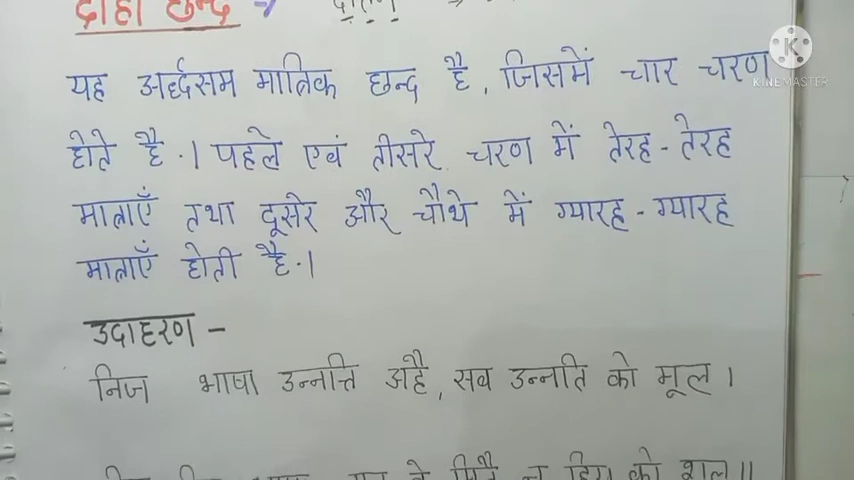 दोहा छन्द →
यह अर्द्धसम मात्रिक छन्द है, जिसमें चार चरण
होते है.। पहले एवं तीसरे चरण में तेरह - तेरह
मात्राएँ तथा दूसरे और चौथे में ग्यारह - ग्यारह
मात्राएँ होती है.।
उदाहरण -
निज भाषा उन्नत्ति अहै, सब उन्नति को मूल।
मिटै न हिय को शूल॥
KINEMASTER